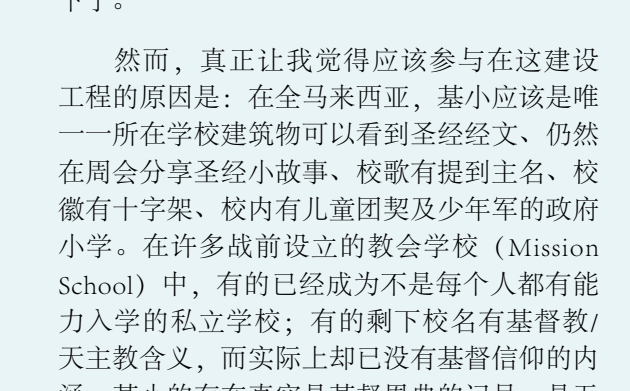 然而，真正让我觉得应该参与在这建设
工程的原因是：在全马来西亚，基小应该是唯
一一所在学校建筑物可以看到圣经经文、仍然
在周会分享圣经小故事、校歌有提到主名、校
徽有十字架、校内有儿童团契及少年军的政府
小学。在许多战前设立的教会学校（Mission
School）中，有的已经成为不是每个人都有能
力入学的私立学校；有的剩下校名有基督教/
天主教含义，而实际上却已没有基督信仰的内